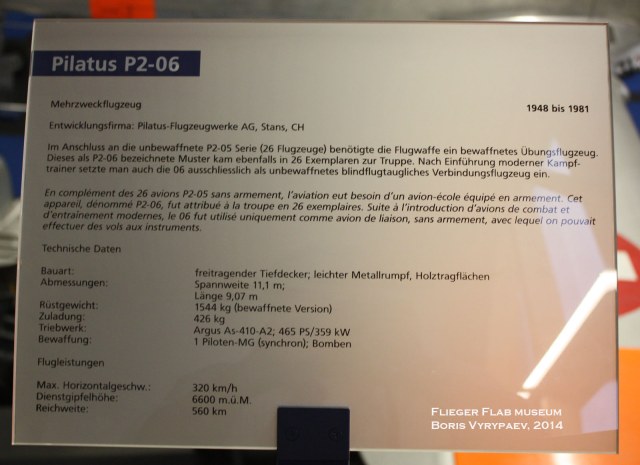 Pilatus P2-06
Mehrzweckflugzeug
1948 bis 1981
Entwicklungsfirma: Pilatus-Flugzeugwerke AG, Stans, CH
Im Anschluss an die unbewaffnete P2-05 Serie (26 Flugzeuge) benötigte die Flugwaffe ein bewaffnetes Übungsflugzeug.
Dieses als P2-06 bezeichnete Muster kam ebenfalls in 26 Exemplaren zur Truppe. Nach Einführung moderner Kampf-
trainer setzte man auch die 06 ausschliesslich als unbewaffnetes blindflugtaugliches Verbindungsflugzeug ein.
En complément des 26 avions P2-05 sans armement, l'aviation eut besoin d'un avion-école équipé en armement. Cet
appareil, dénommé P2-06, fut attribué à la troupe en 26 exemplaires. Suite à l'introduction d'avions de combat et
d'entraînement modernes, le 06 fut utilisé uniquement comme avion de liaison, sans armement, avec lequel on pouvait
effectuer des vols aux instruments.
Technische Daten
Bauart: freitragender Tiefdecker; leichter Metallrumpf, Holztragflächen
Abmessungen: Spannweite 11,1 m;
Länge 9,07 m
Rüstgewicht: 1544 kg (bewaffnete Version)
Zuladung: 426 kg
Triebwerk: Argus As-410-A2; 465 PS/359 kW
Bewaffung: 1 Piloten-MG (synchron); Bomben
Flugleistungen
Max. Horizontalgeschw.: 320 km/h
Dienstgipfelhöhe: 6600 m.ü.M.
Reichweite: 560 km
Flieger Flab museum
Boris Vyrypaev, 2014